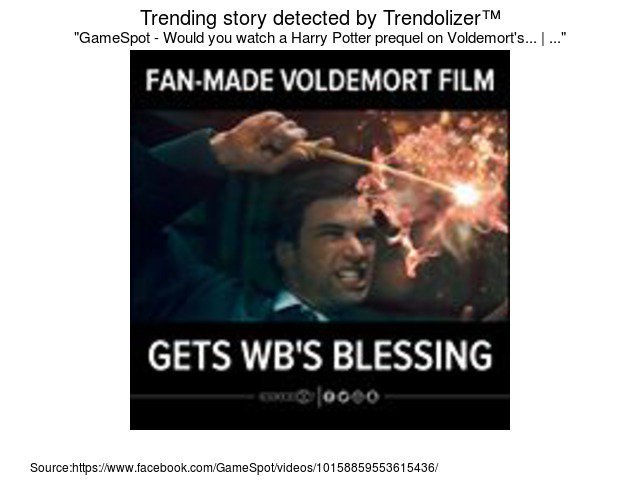 Trending story detected by Trendolizer™
"GameSpot - Would you watch a Harry Potter prequel on Voldemort's... | ..."
FAN-MADE VOLDEMORT FILM
GETS WB'S BLESSING
Source:https://www.facebook.com/GameSpot/videos/10158859553615436/